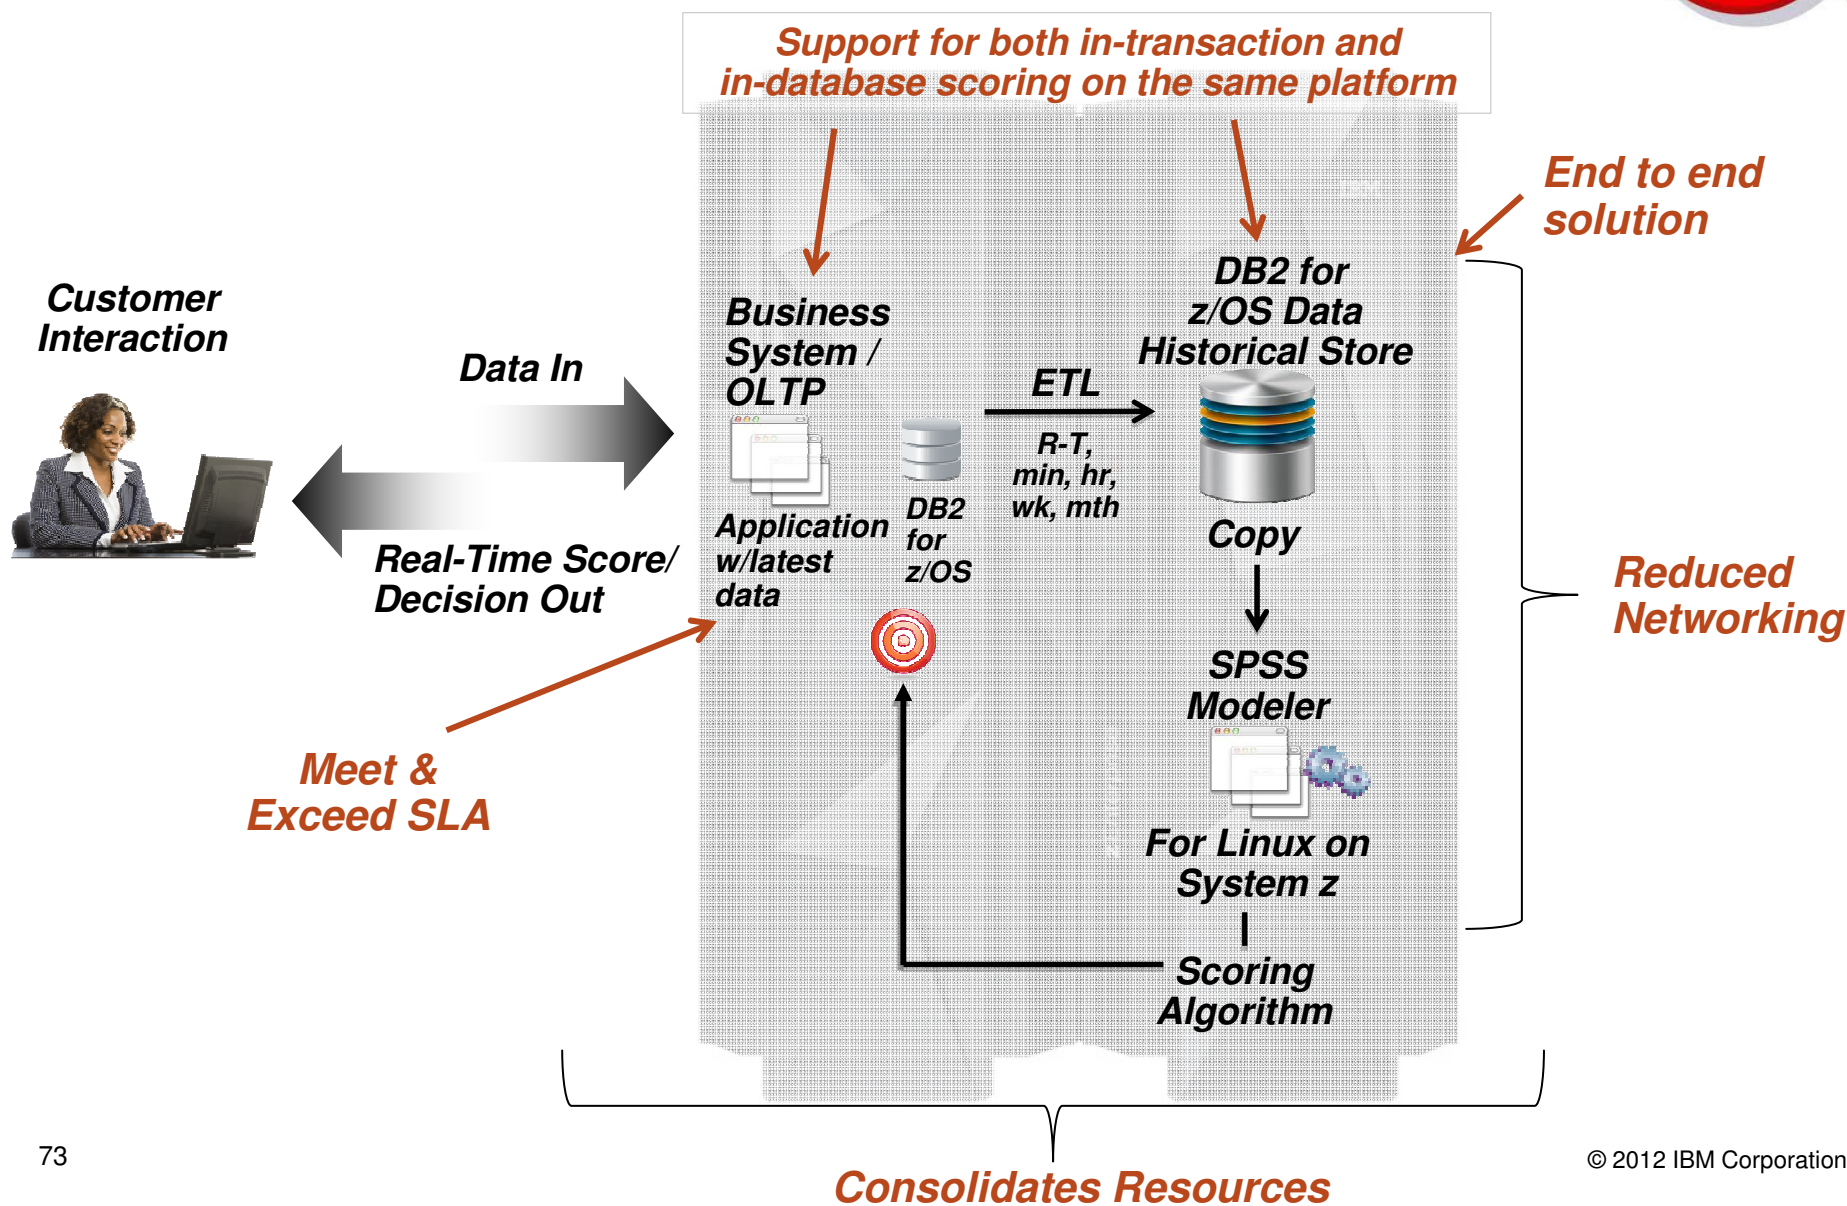 Support for both in-transaction and
in-database scoring on the same platform
End to end
solution
Customer
Interaction
Data In
Real-Time Score/
Decision Out
Business
System /
OLTP
Application
w/latest
data
DB2
for
z/OS
ETL
R-T,
min, hr,
wk, mth
DB2 for
z/OS Data
Historical Store
Copy
SPSS
Modeler
For Linux on
System z
Scoring
Algorithm
Reduced
Networking
Meet &
Exceed SLA
Consolidates Resources
73
© 2012 IBM Corporation